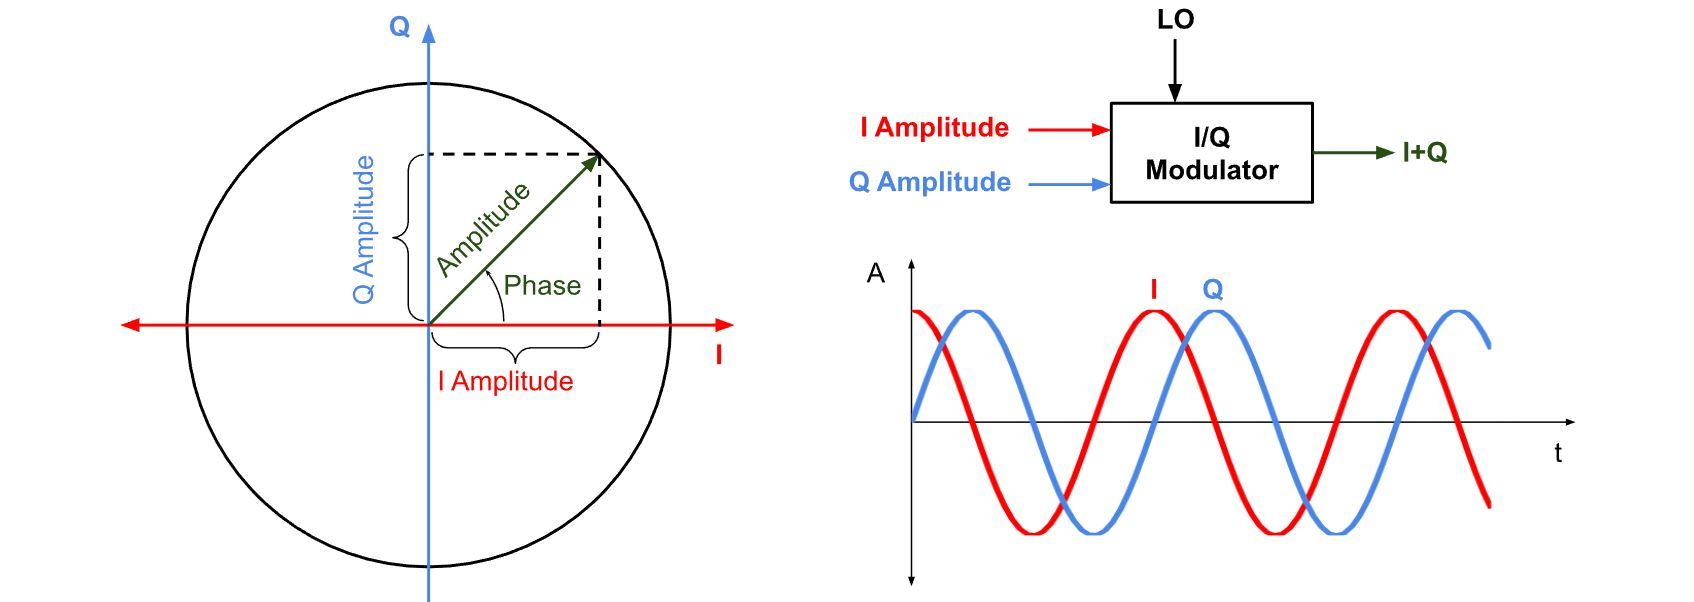 Q
Q Amplitude
Amplitude
Phase
I
I Amplitude
LO
I Amplitude
Q Amplitude
I/Q
Modulator
I+Q
A
I
Q
t